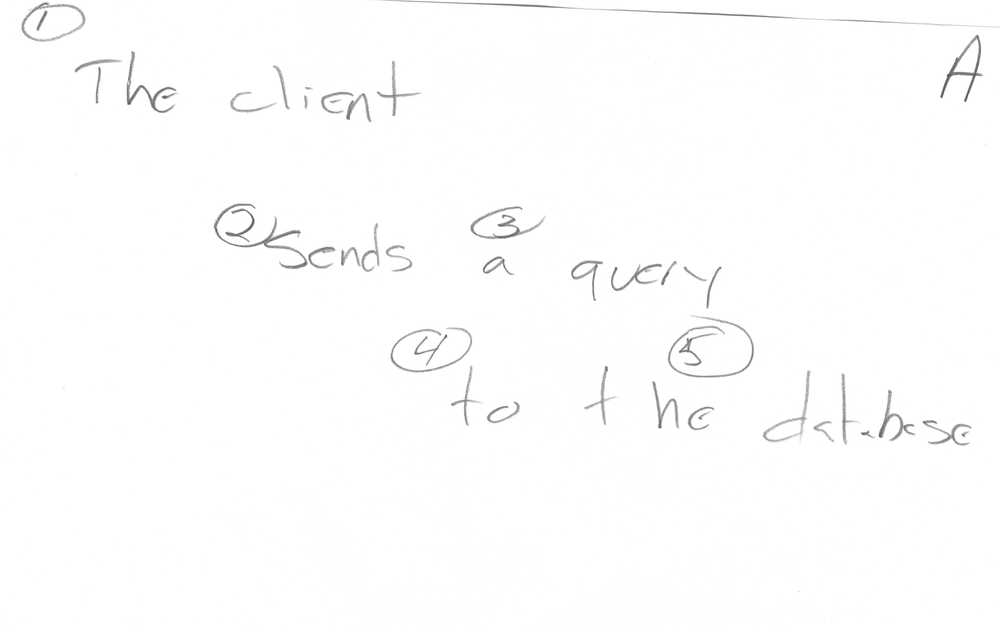 ① A
The client
② ③
sends a query
④ ⑤
to the database